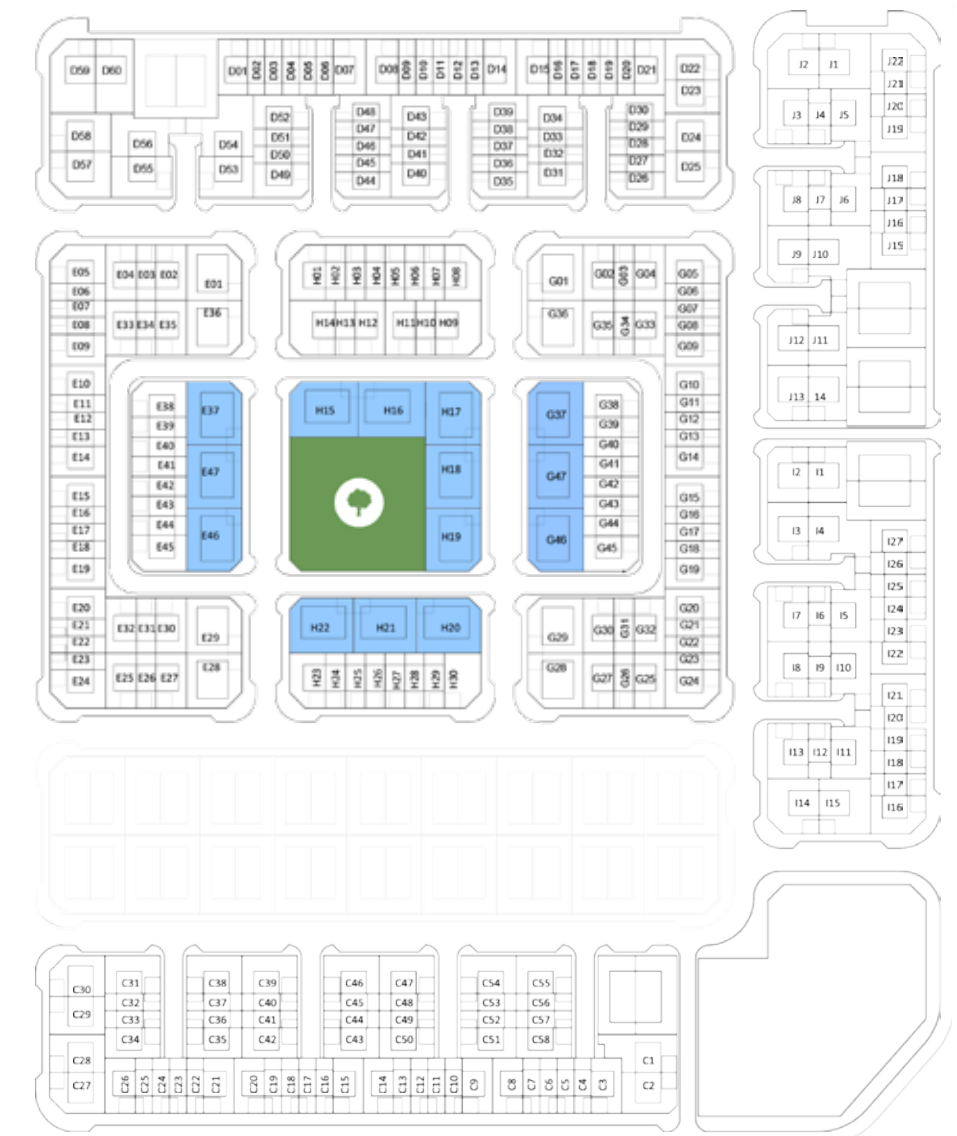 D59 D60 D01 D02 D03 D04 D05 D06 D07 D08 D09 D10 D11 D12 D13 D14 D15 D16 D17 D18 D19 D20 D21 D22
D23
D58 D56 D54 D52 D48 D43 D39 D34 D30 D24
D51 D47 D42 D38 D33 D29
D57 D55 D53 D50 D46 D41 D37 D32 D28 D25
D49 D45 D40 D36 D31 D27
D44 D35 D26
J2 J1 J22
J21
J3 J4 J5 J20
J19
J8 J7 J6 J18
J17
J9 J10 J16
J15
J12 J11
J13 14
E05 E04 E03 E02 E01
E06
E07
E08 E33 E34 E35 E36
E09
H01 H02 H03 H04 H05 H06 H07 H08
H14 H13 H12 H11 H10 H09
G01 G02 G03 G04 G05
G06
G07
G36 G35 G34 G33 G08
G09
E10
E11
E12
E13
E14
E15
E16
E17
E18
E19
E38 E37
E39
E40
E41 E47
E42
E43
E44 E46
E45
H15 H16 H17
H18
H19
G37 G38
G39
G40
G47 G41
G42
G43
G46 G44
G45
G10
G11
G12
G13
G14
G15
G16
G17
G18
G19
E20
E21 E32 E31 E30 E29
E22
E23
E24 E25 E26 E27 E28
H22 H21 H20
H23 H24 H25 H26 H27 H28 H29 H30
G29 G30 G31 G32 G20
G21
G22
G28 G23
G27 G26 G25 G24
I2 I1
I3 I4 I27
I26
I25
I7 I6 I5 I24
I23
I8 I9 I10 I22
I21
I20
I13 I12 I11 I19
I18
I17
I14 I15 I16
C30 C31 C38 C39 C46 C47 C54 C55
C32 C37 C40 C45 C48 C53 C56
C29 C33 C36 C41 C44 C49 C52 C57
C34 C35 C42 C43 C50 C51 C58
C28 C1
C27 C26 C25 C24 C23 C22 C21 C20 C19 C18 C17 C16 C15 C14 C13 C12 C11 C10 C9 C8 C7 C6 C5 C4 C3 C2